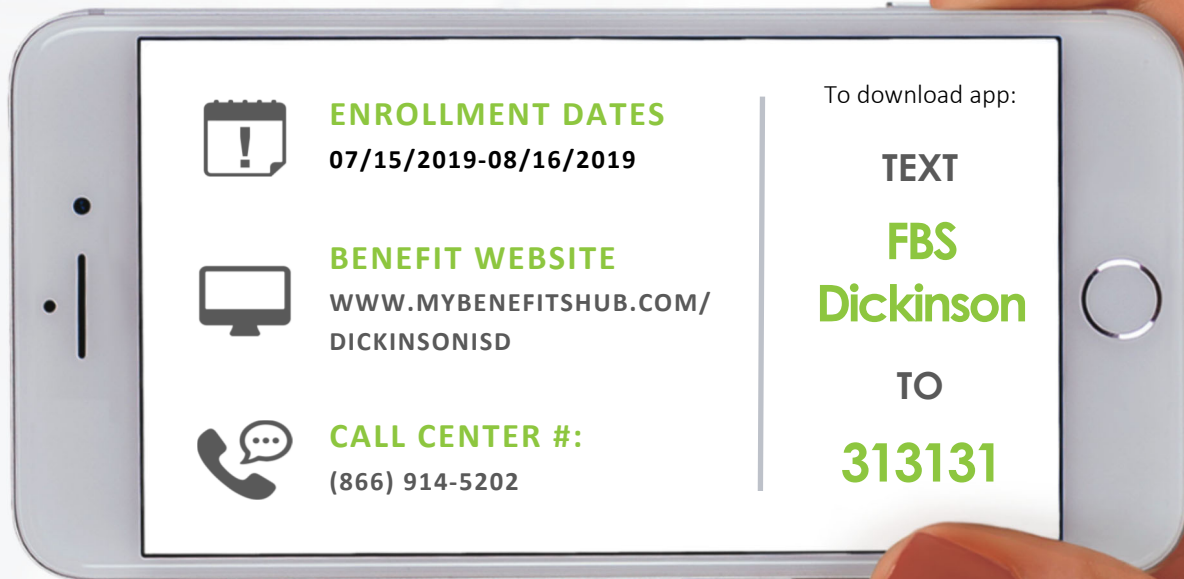 ENROLLMENT DATES
07/15/2019-08/16/2019
BENEFIT WEBSITE
WWW.MYBENEFITSHUB.COM/
DICKINSONISD
CALL CENTER #:
(866) 914-5202
To download app:
TEXT
FBS
Dickinson
TO
313131